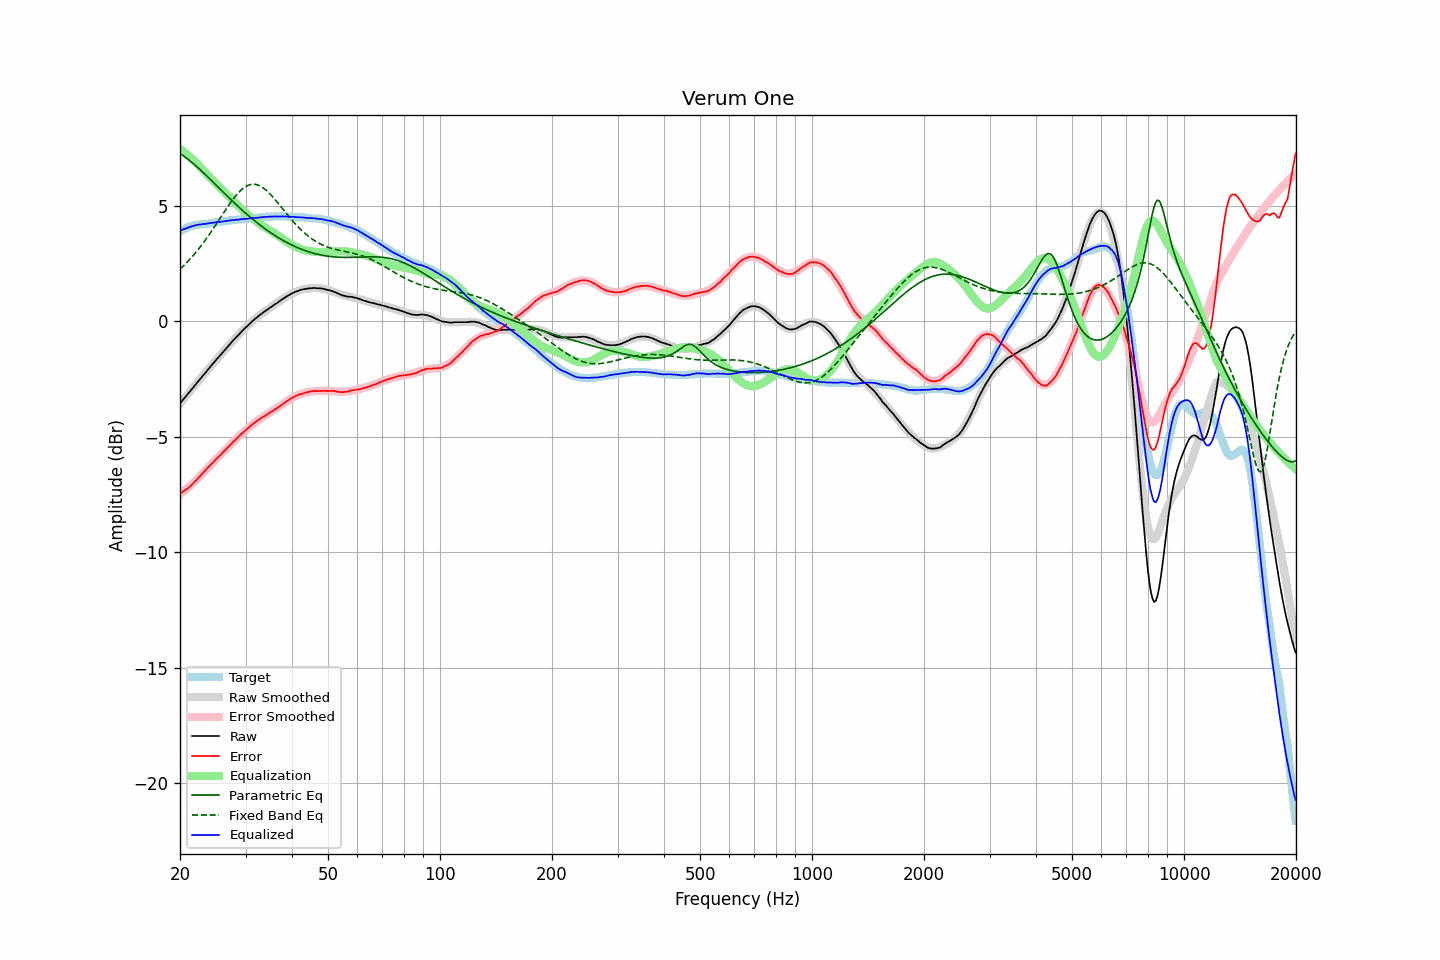 Verum One
Amplitude (dBr)
5
0
−5
−10
−15
−20
Target
Raw Smoothed
Error Smoothed
Raw
Error
Equalization
Parametric Eq
Fixed Band Eq
Equalized
20 50 100 200 500 1000 2000 5000 10000 20000
Frequency (Hz)